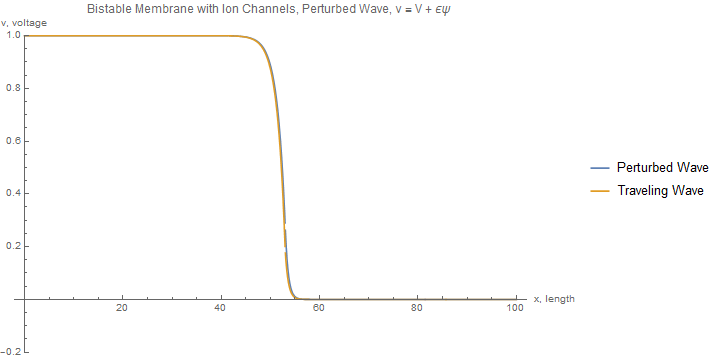 Bistable Membrane with Ion Channels, Perturbed Wave, v = V + ϵψ
v, voltage
1.0
0.8
0.6
0.4
0.2
-0.2
20
40
60
80
100
x, length
Perturbed Wave
Traveling Wave